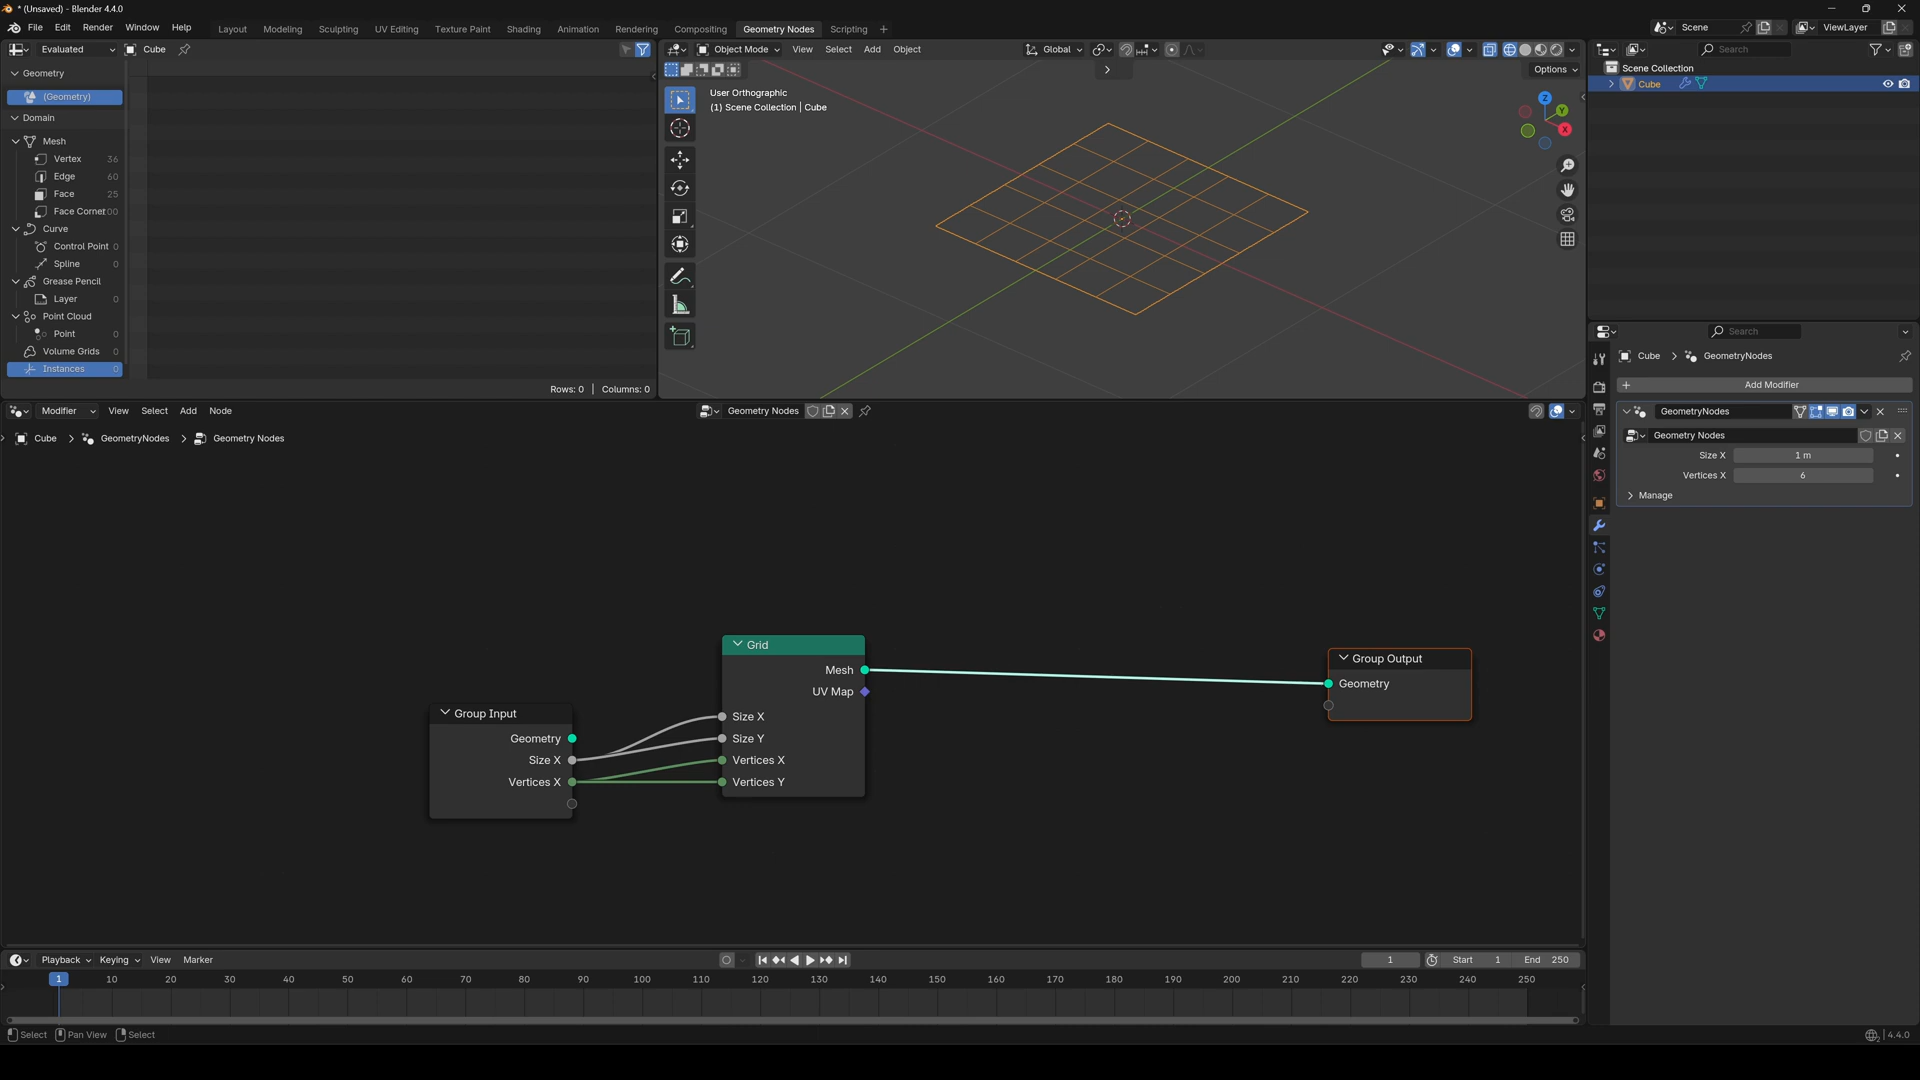 * (Unsaved) - Blender 4.4.0
File Edit Render Window Help
Layout Modeling Sculpting UV Editing Texture Paint Shading Animation Rendering Compositing Geometry Nodes Scripting +
Scene ViewLayer
Evaluated Cube
Object Mode View Select Add Object Global
Search
Geometry
(Geometry)
Domain
Mesh
Vertex 36
Edge 60
Face 25
Face Corner 00
Curve
Control Point 0
Spline 0
Grease Pencil
Layer 0
Point Cloud
Point 0
Volume Grids 0
Instances 0
Rows: 0 | Columns: 0
Options
User Orthographic
(1) Scene Collection | Cube
Z
Y
X
Scene Collection
Cube
Search
Cube > GeometryNodes
+ Add Modifier
GeometryNodes
Geometry Nodes
Size X 1 m
Vertices X 6
Manage
Modifier View Select Add Node
Geometry Nodes
Cube > GeometryNodes > Geometry Nodes
Group Input
Geometry
Size X
Vertices X
Grid
Mesh
UV Map
Size X
Size Y
Vertices X
Vertices Y
Group Output
Geometry
Playback Keying View Marker
1 Start 1 End 250
1 10 20 30 40 50 60 70 80 90 100 110 120 130 140 150 160 170 180 190 200 210 220 230 240 250
Select Pan View Select
4.4.0